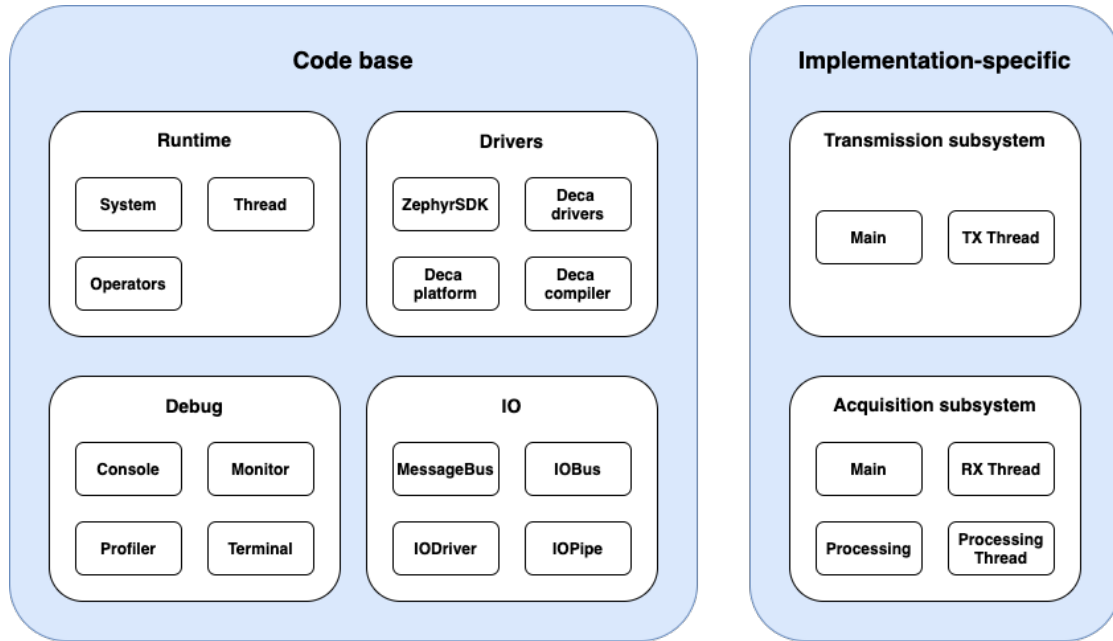 Code base
Runtime
System
Thread
Operators
Drivers
ZephyrSDK
Deca
drivers
Deca
platform
Deca
compiler
Debug
Console
Monitor
Profiler
Terminal
IO
MessageBus
IOBus
IODriver
IOPipe
Implementation-specific
Transmission subsystem
Main
TX Thread
Acquisition subsystem
Main
RX Thread
Processing
Processing
Thread